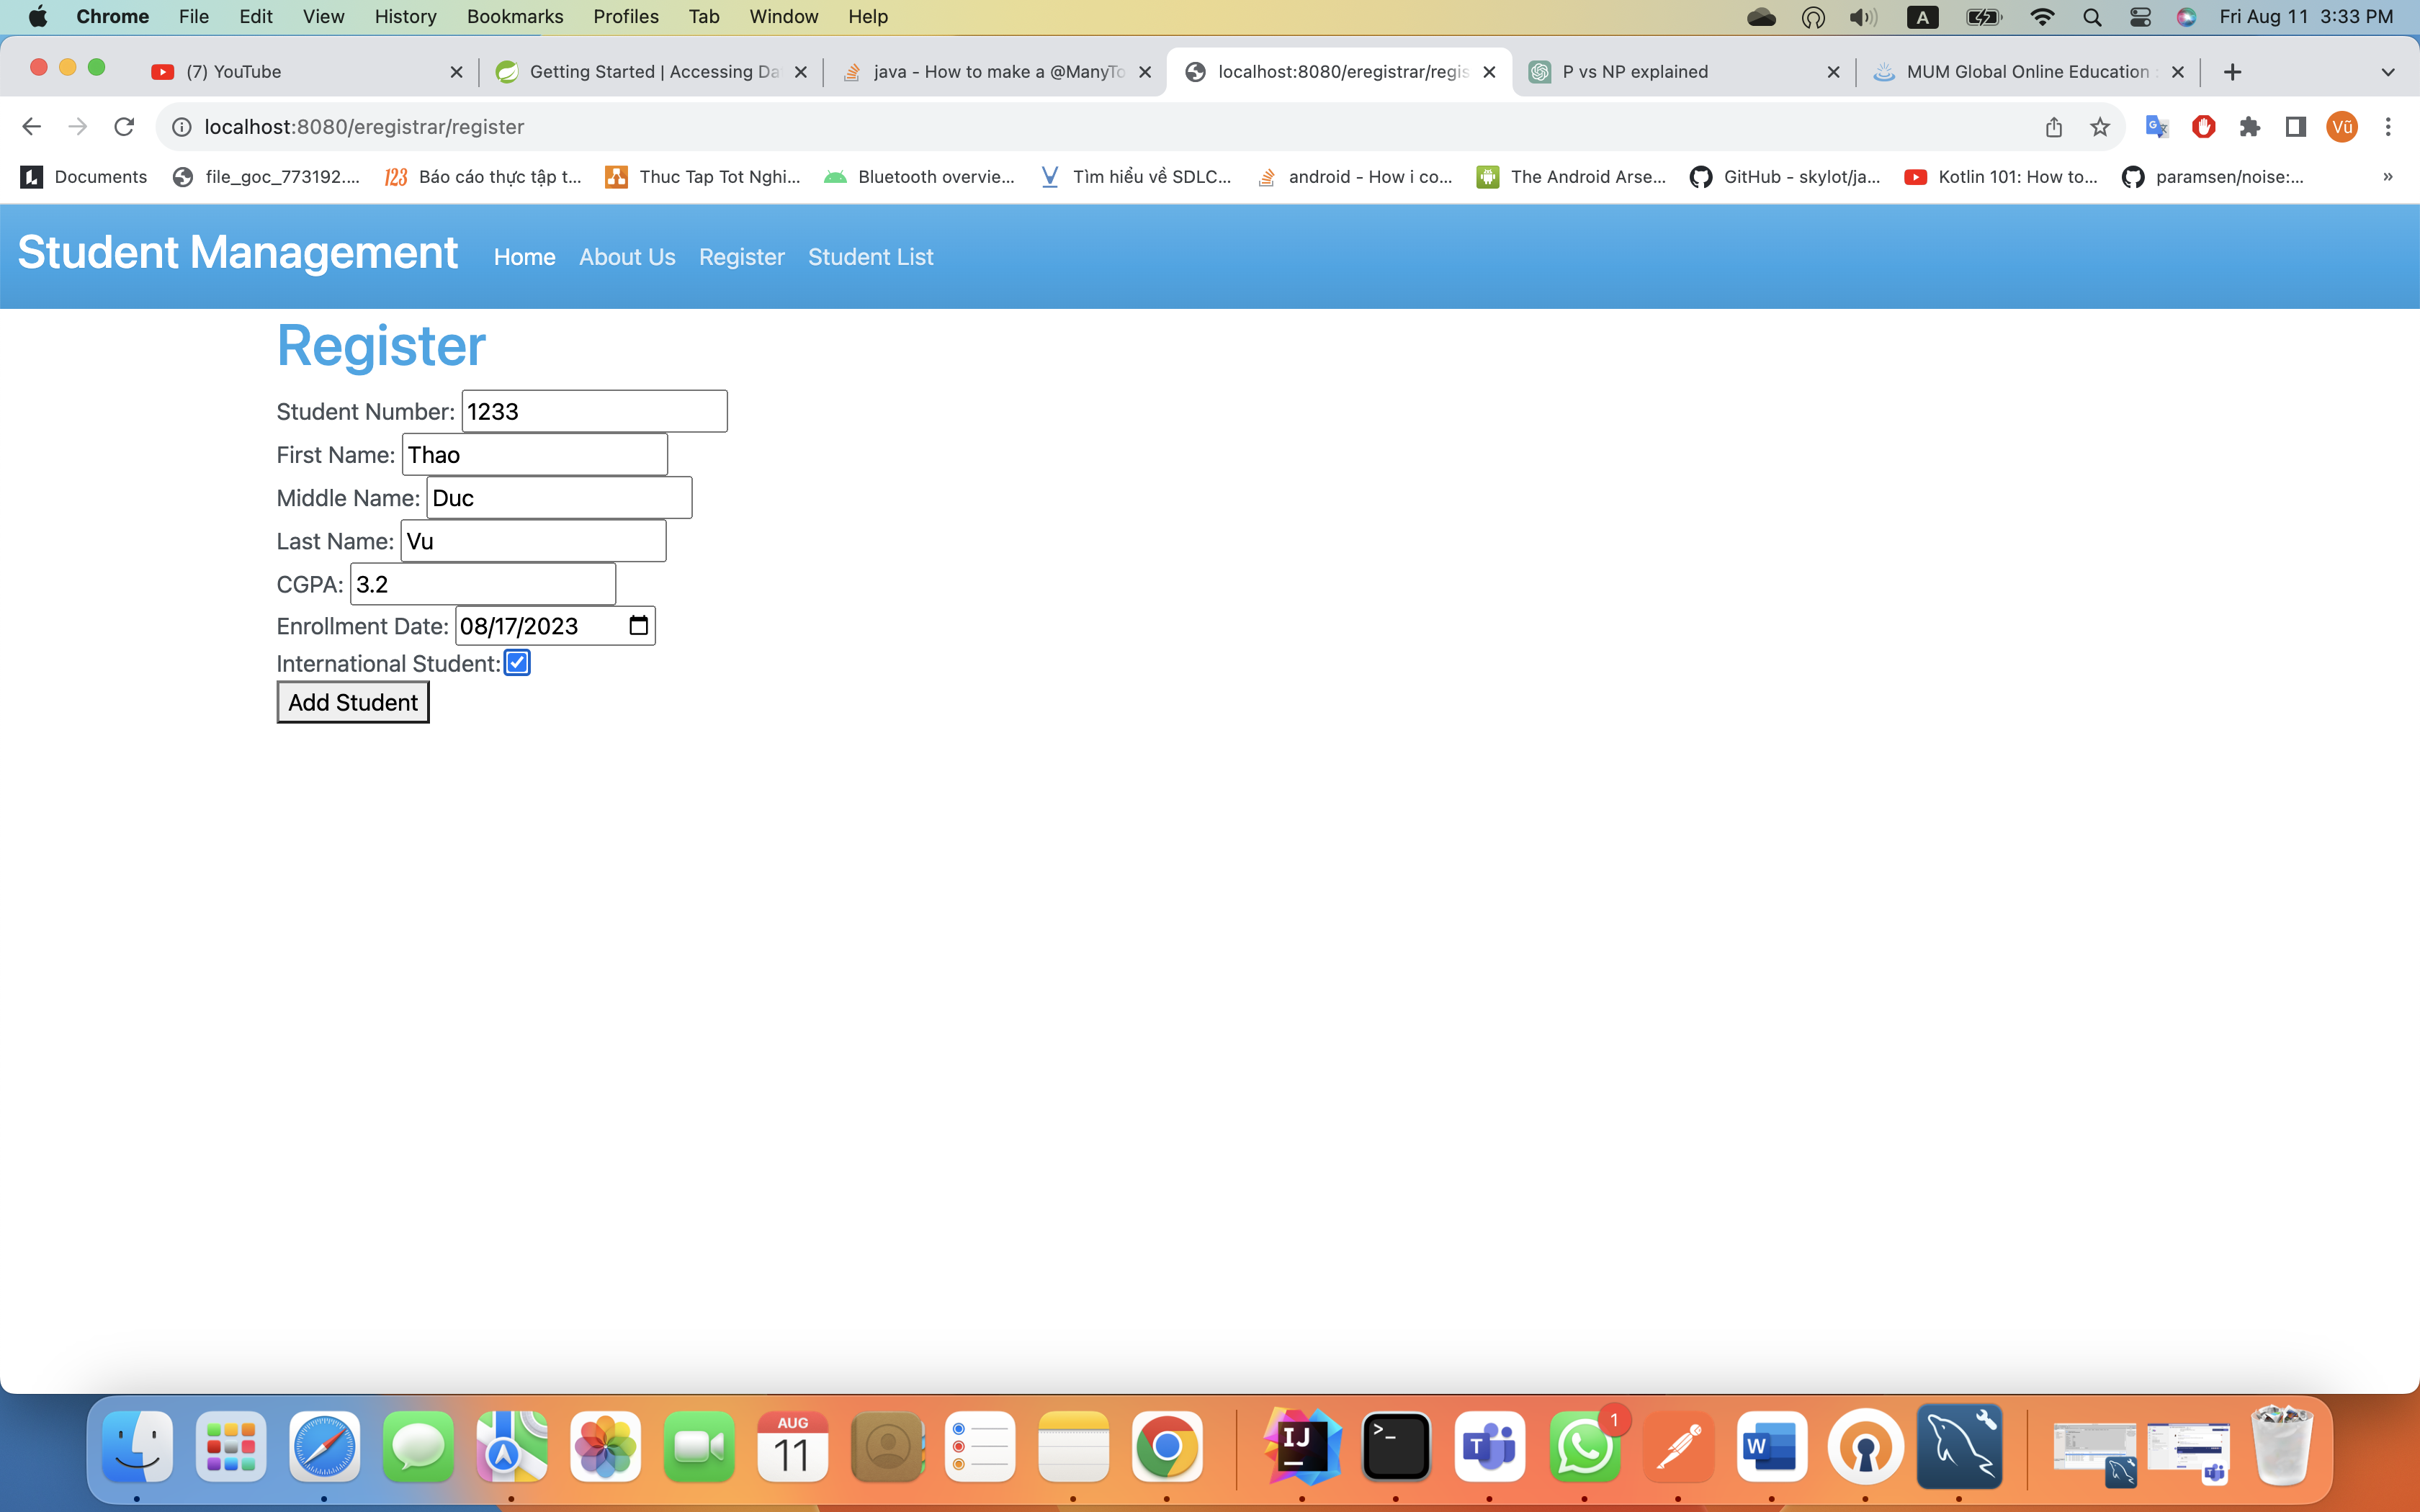 Chrome File Edit View History Bookmarks Profiles Tab Window Help A Fri Aug 11 3:33 PM
(7) YouTube Getting Started | Accessing Da java - How to make a @ManyTo localhost:8080/eregistrar/regis P vs NP explained MUM Global Online Education :
localhost:8080/eregistrar/register Vũ
Documents file_goc_773192.... 123 Báo cáo thực tập t... Thuc Tap Tot Nghi... Bluetooth overvie... Tìm hiểu về SDLC... android - How i co... The Android Arse... GitHub - skylot/ja... Kotlin 101: How to... paramsen/noise:... »
Student Management Home About Us Register Student List
Register
Student Number: 1233
First Name: Thao
Middle Name: Duc
Last Name: Vu
CGPA: 3.2
Enrollment Date: 08/17/2023
International Student:
Add Student
AUG
11
IJ
>_
T
1
W